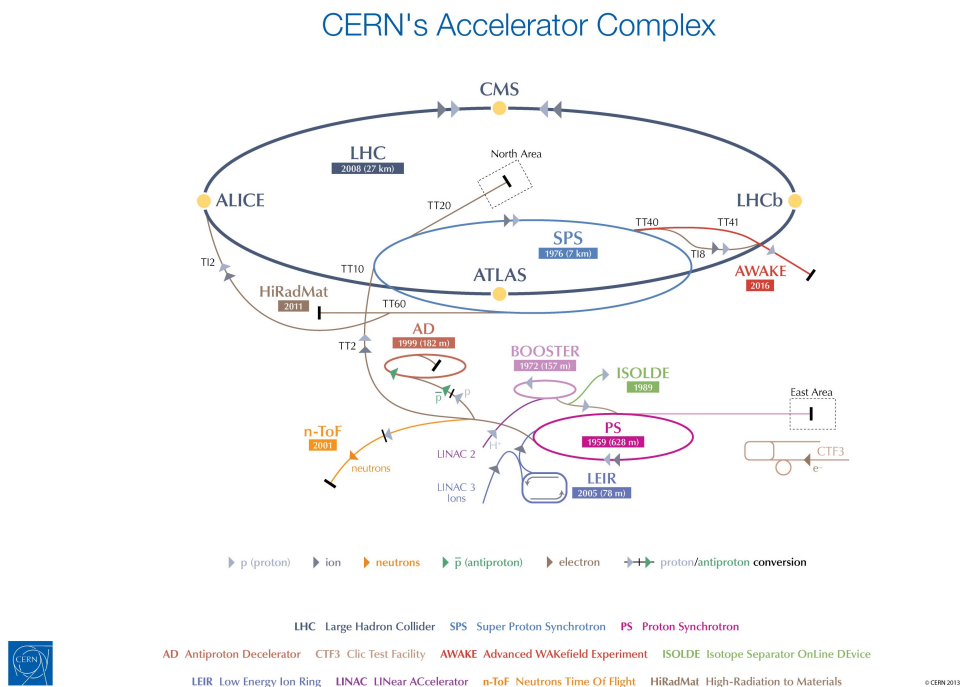 CERN's Accelerator Complex
CMS
LHC
2008 (27 km)
North Area
ALICE
LHCb
TT20
TT40
TT41
SPS
1976 (7 km)
TI2
TT10
TI8
ATLAS
AWAKE
2016
HiRadMat
2011
TT60
AD
1999 (182 m)
TT2
BOOSTER
1972 (157 m)
ISOLDE
1989
p
p̅
East Area
n-ToF
2001
PS
1959 (628 m)
H⁺
LINAC 2
neutrons
CTF3
e⁻
LEIR
2005 (78 m)
LINAC 3
Ions
p (proton) ion neutrons p̅ (antiproton) electron proton/antiproton conversion
LHC Large Hadron Collider SPS Super Proton Synchrotron PS Proton Synchrotron
AD Antiproton Decelerator CTF3 Clic Test Facility AWAKE Advanced WAKefield Experiment ISOLDE Isotope Separator OnLine DEvice
LEIR Low Energy Ion Ring LINAC LINear ACcelerator n-ToF Neutrons Time Of Flight HiRadMat High-Radiation to Materials
CERN
© CERN 2013